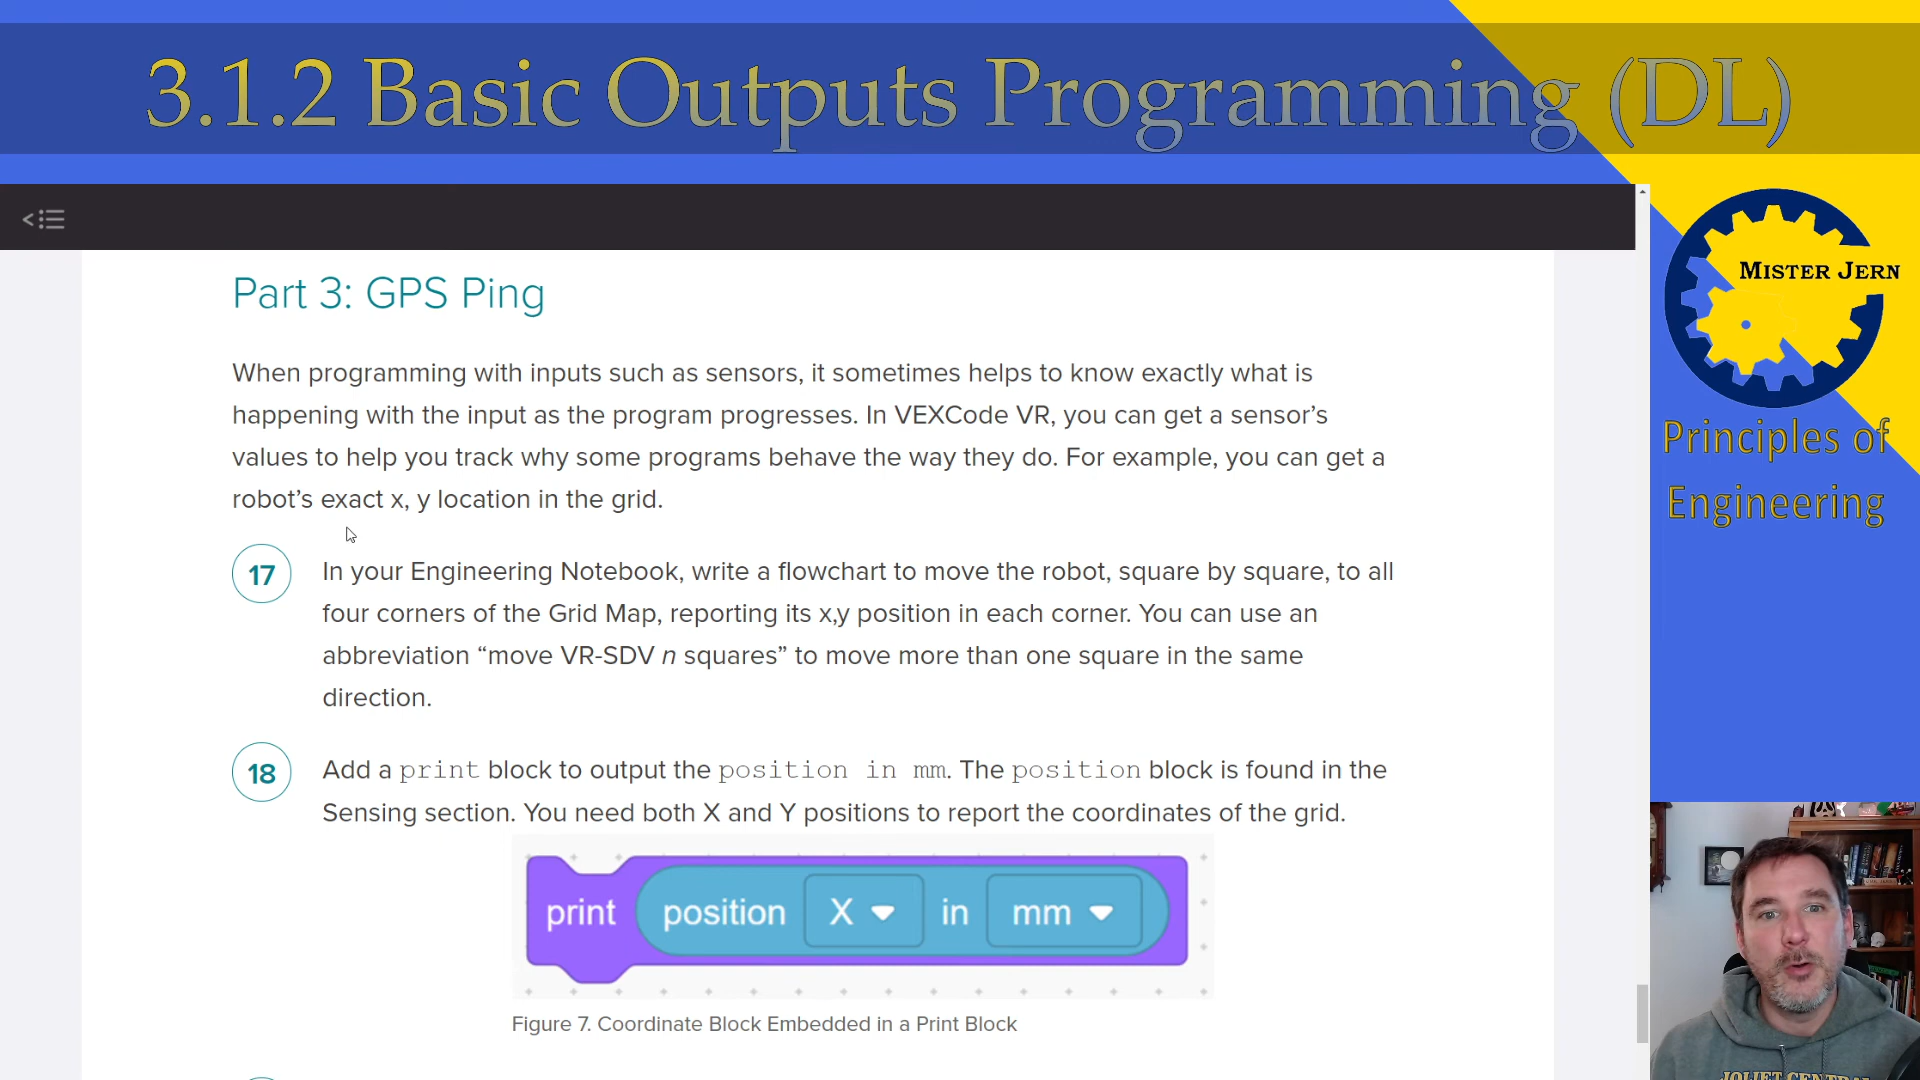 3.1.2 Basic Outputs Programming (DL)
MISTER JERN
Principles of
Engineering
Part 3: GPS Ping
When programming with inputs such as sensors, it sometimes helps to know exactly what is
happening with the input as the program progresses. In VEXCode VR, you can get a sensor’s
values to help you track why some programs behave the way they do. For example, you can get a
robot’s exact x, y location in the grid.
17
In your Engineering Notebook, write a flowchart to move the robot, square by square, to all
four corners of the Grid Map, reporting its x,y position in each corner. You can use an
abbreviation “move VR-SDV n squares” to move more than one square in the same
direction.
18
Add a print block to output the position in mm. The position block is found in the
Sensing section. You need both X and Y positions to report the coordinates of the grid.
print position X in mm
Figure 7. Coordinate Block Embedded in a Print Block
JOLIET CENTRAL